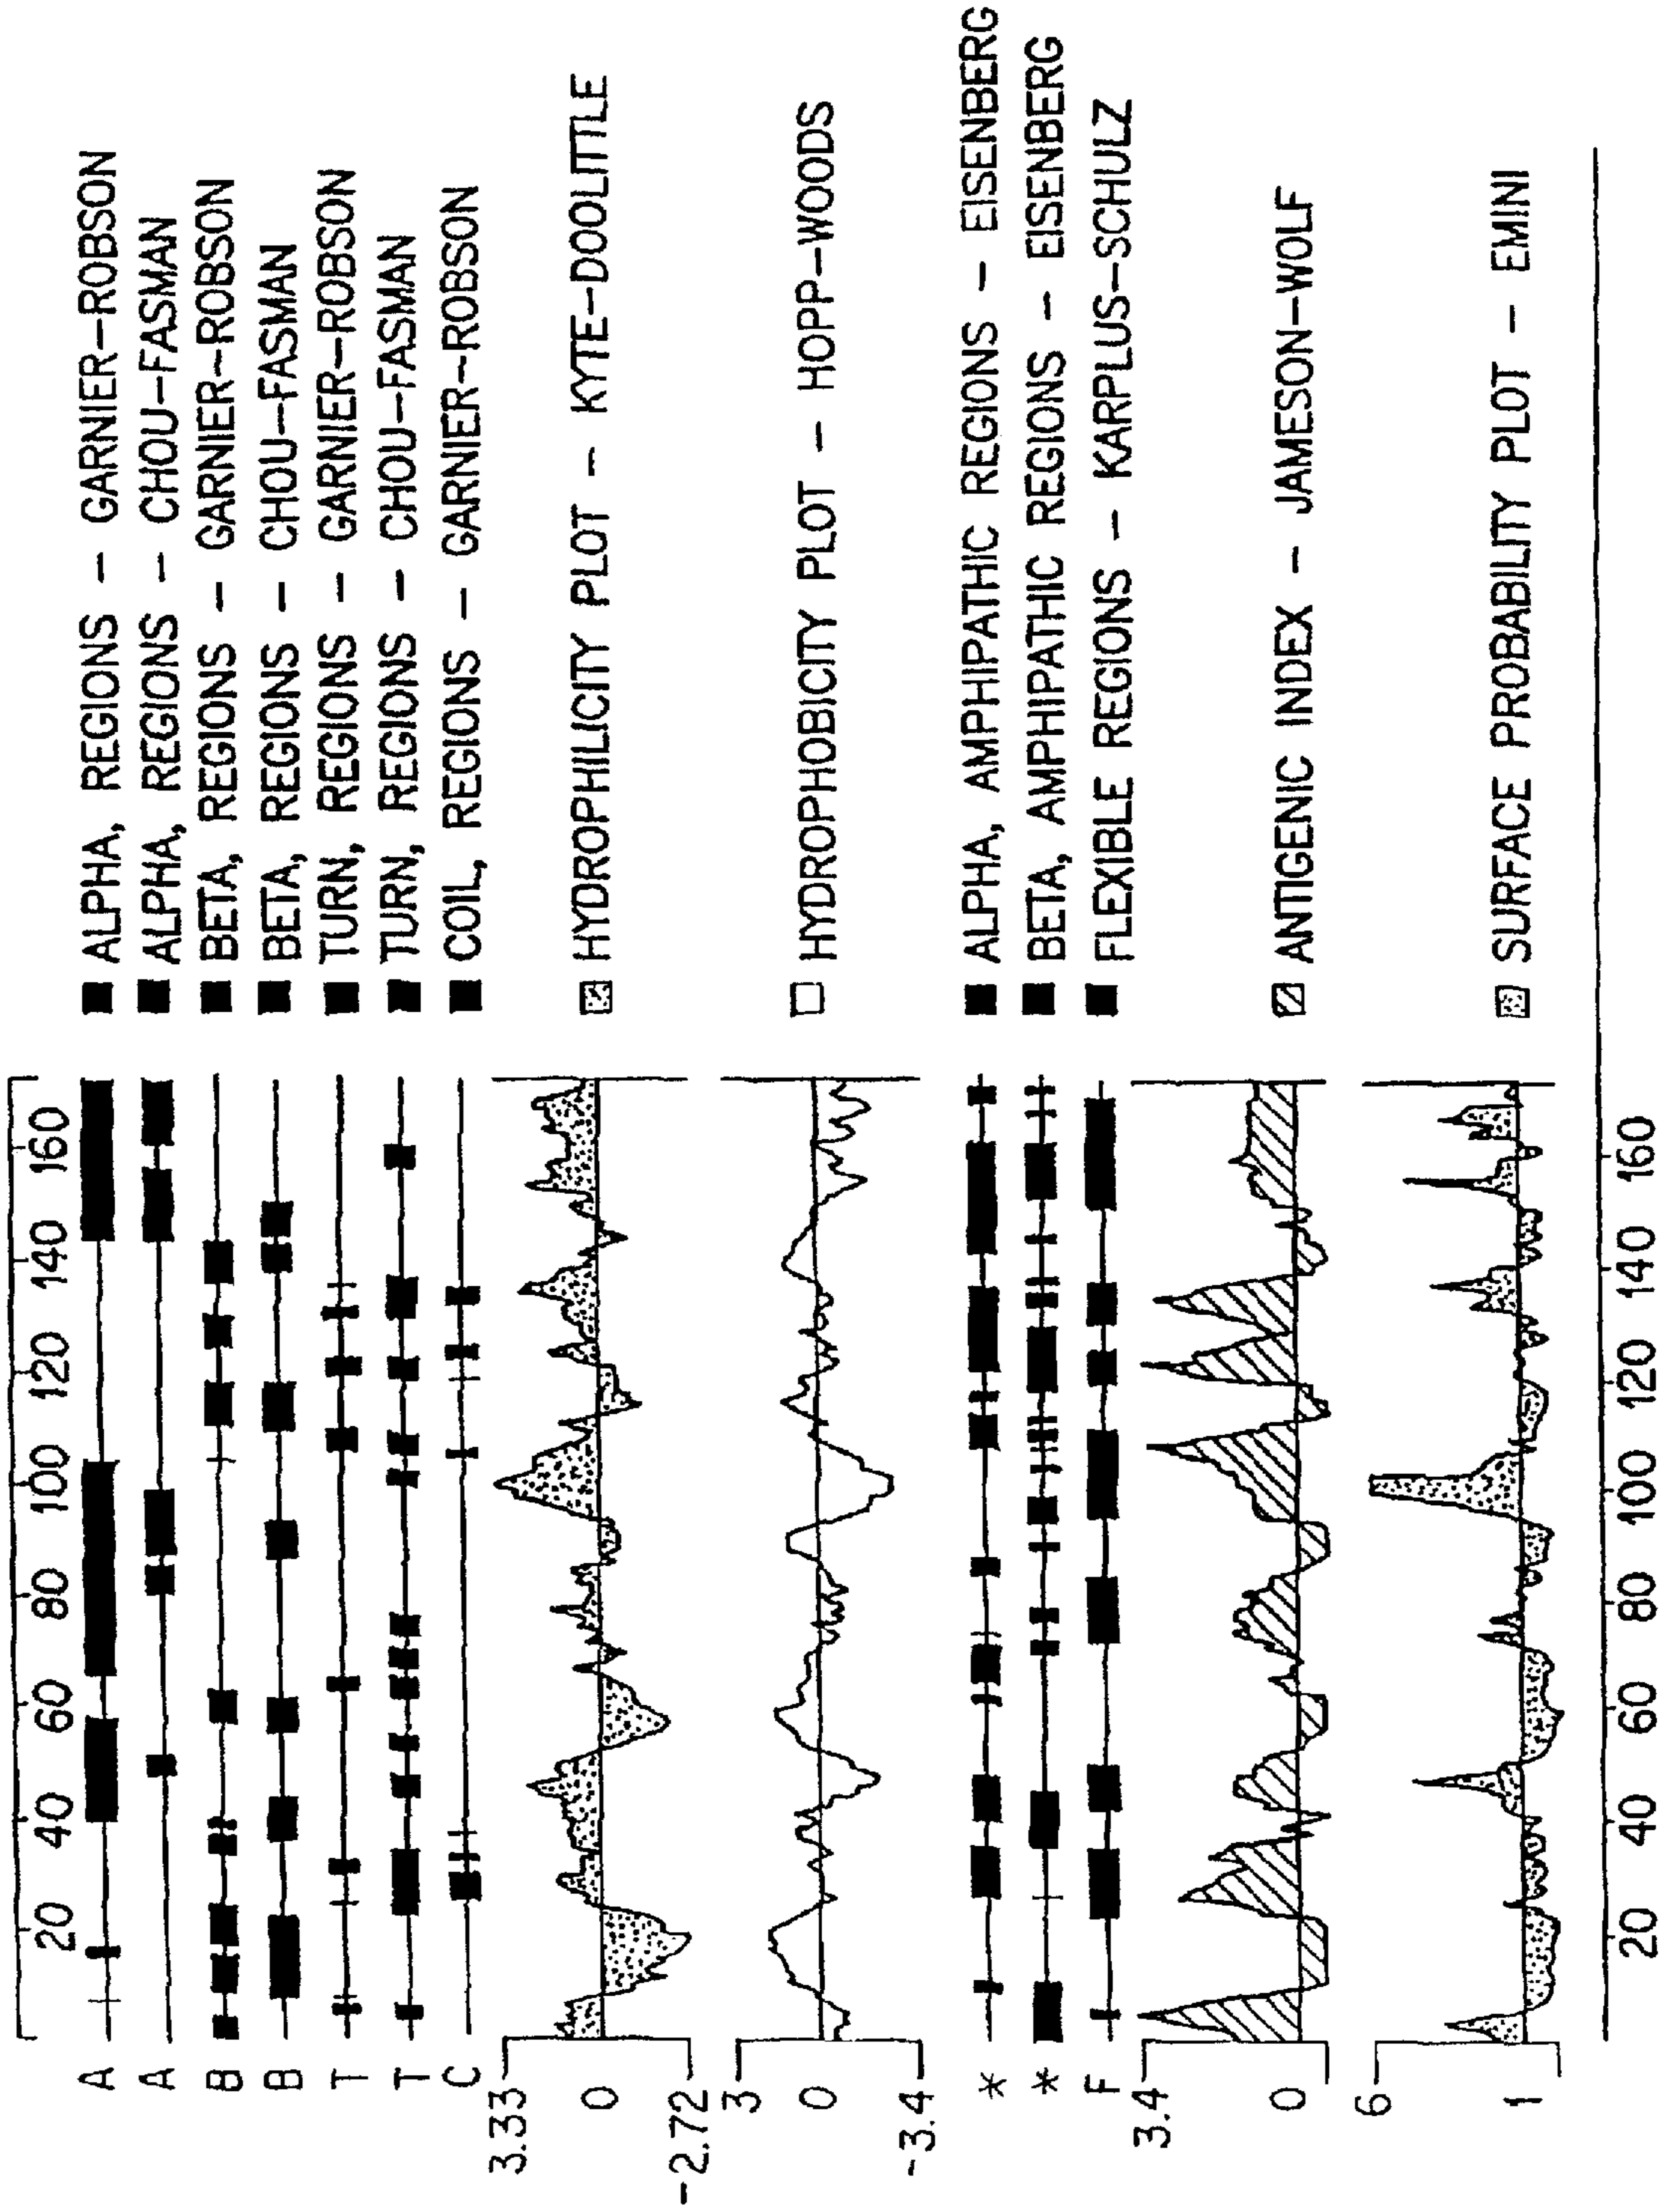 20 40 60 80 100 120 140 160
A ALPHA, REGIONS – GARNIER–ROBSON
A ALPHA, REGIONS – CHOU–FASMAN
B BETA, REGIONS – GARNIER–ROBSON
B BETA, REGIONS – CHOU–FASMAN
T TURN, REGIONS – GARNIER–ROBSON
T TURN, REGIONS – CHOU–FASMAN
C COIL, REGIONS – GARNIER–ROBSON
3.33
0 HYDROPHILICITY PLOT – KYTE–DOOLITTLE
-2.72
3
0 HYDROPHOBICITY PLOT – HOPP–WOODS
-3.4
* ALPHA, AMPHIPATHIC REGIONS – EISENBERG
* BETA, AMPHIPATHIC REGIONS – EISENBERG
F FLEXIBLE REGIONS – KARPLUS–SCHULZ
3.4
0 ANTIGENIC INDEX – JAMESON–WOLF
6
1 SURFACE PROBABILITY PLOT – EMINI
20 40 60 80 100 120 140 160